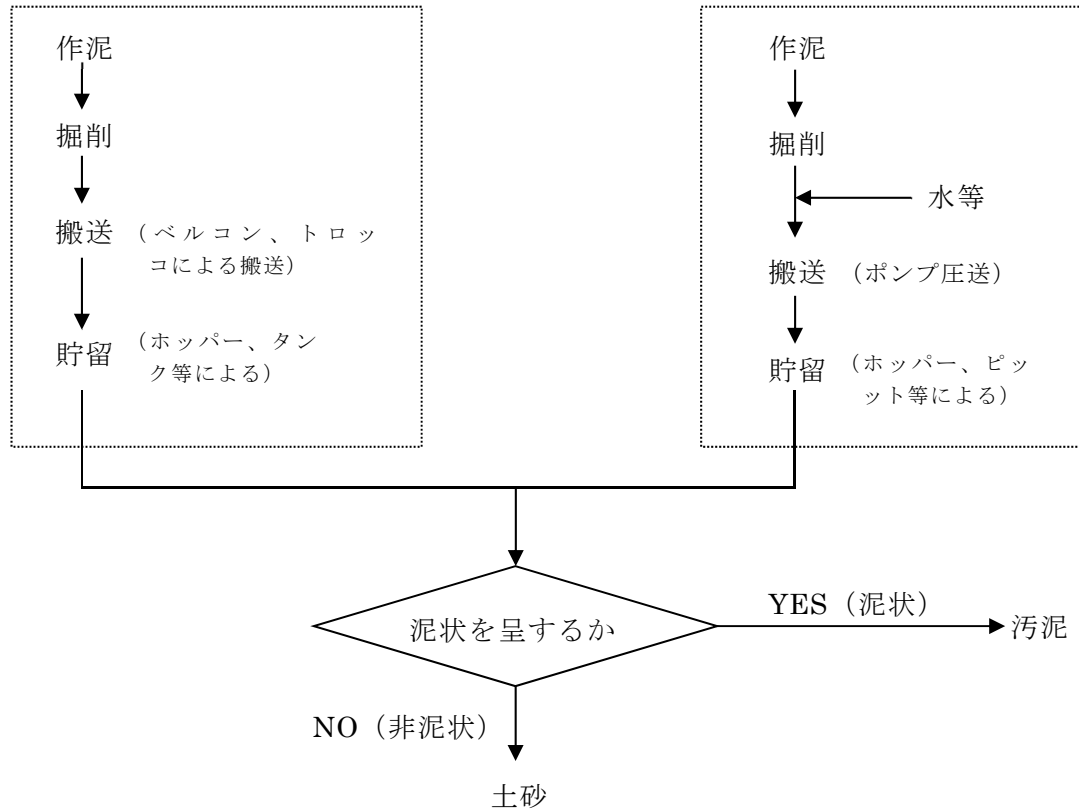 作泥
掘削
搬送
(ベルコン、トロッ
コによる搬送)
貯留
(ホッパー、タン
ク等による)
作泥
掘削
水等
搬送
(ポンプ圧送)
貯留
(ホッパー、ピッ
ット等による)
泥状を呈するか
YES(泥状)
汚泥
NO(非泥状)
土砂